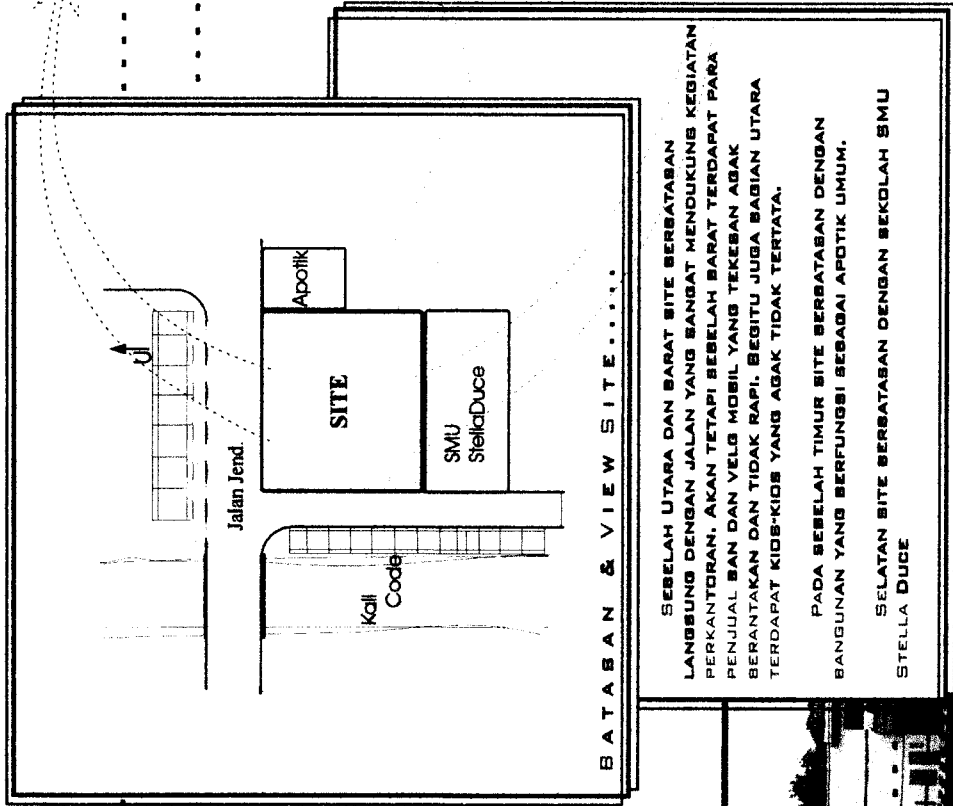 U
Jalan Jend.
Apotik
SITE
SMU
StellaDuce
Kali
Code
BATASAN & VIEW SITE.....
SEBELAH UTARA DAN BARAT SITE BERBATASAN
LANGSUNG DENGAN JALAN YANG SANGAT MENDUKUNG KEGIATAN
PERKANTORAN. AKAN TETAPI SEBELAH BARAT TERDAPAT PARA
PENJUAL BAN DAN VELG MOBIL YANG TEKESAN AGAK
BERANTAKAN DAN TIDAK RAPI. BEGITU JUGA BAGIAN UTARA
TERDAPAT KIOS-KIOS YANG AGAK TIDAK TERTATA.
PADA SEBELAH TIMUR SITE BERBATASAN DENGAN
BANGUNAN YANG BERFUNGSI SEBAGAI APOTIK UMUM.
SELATAN SITE BERBATASAN DENGAN SEKOLAH SMU
STELLA DUCE